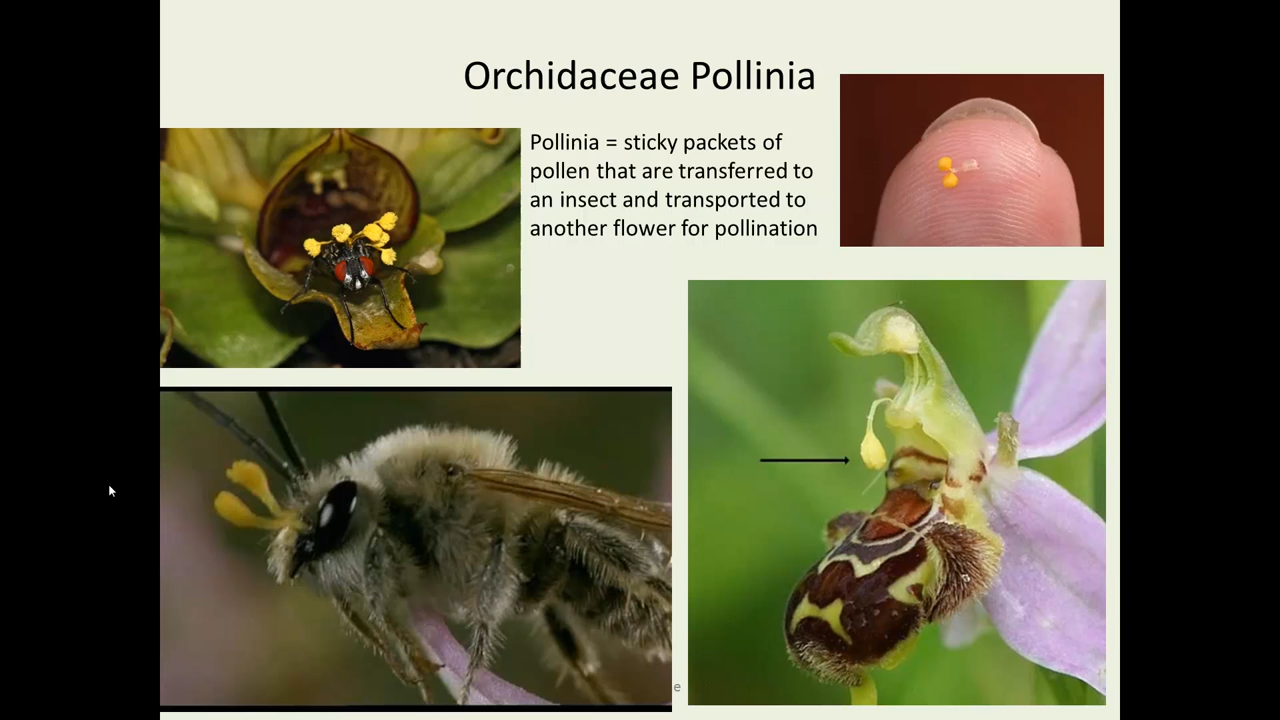 Orchidaceae Pollinia
Pollinia = sticky packets of
pollen that are transferred to
an insect and transported to
another flower for pollination
e